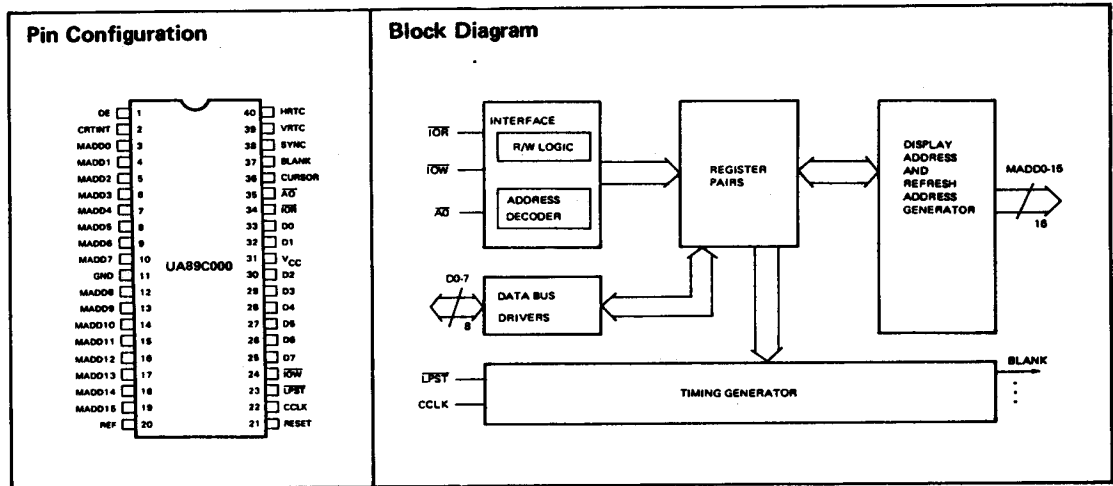 Pin Configuration
DE 1
CRTINT 2
MADD0 3
MADD1 4
MADD2 5
MADD3 6
MADD4 7
MADD5 8
MADD6 9
MADD7 10
GND 11
MADD8 12
MADD9 13
MADD10 14
MADD11 15
MADD12 16
MADD13 17
MADD14 18
MADD15 19
REF 20
UA89C000
40 HRTC
39 VRTC
38 SYNC
37 BLANK
36 CURSOR
35 A0
34 IOR
33 D0
32 D1
31 VCC
30 D2
29 D3
28 D4
27 D5
26 D6
25 D7
24 IOW
23 LPST
22 CCLK
21 RESET
Block Diagram
IOR
IOW
A0
INTERFACE
R/W LOGIC
ADDRESS
DECODER
REGISTER
PAIRS
DISPLAY
ADDRESS
AND
REFRESH
ADDRESS
GENERATOR
MADD0-15
16
D0-7
8
DATA BUS
DRIVERS
LPST
CCLK
TIMING GENERATOR
BLANK